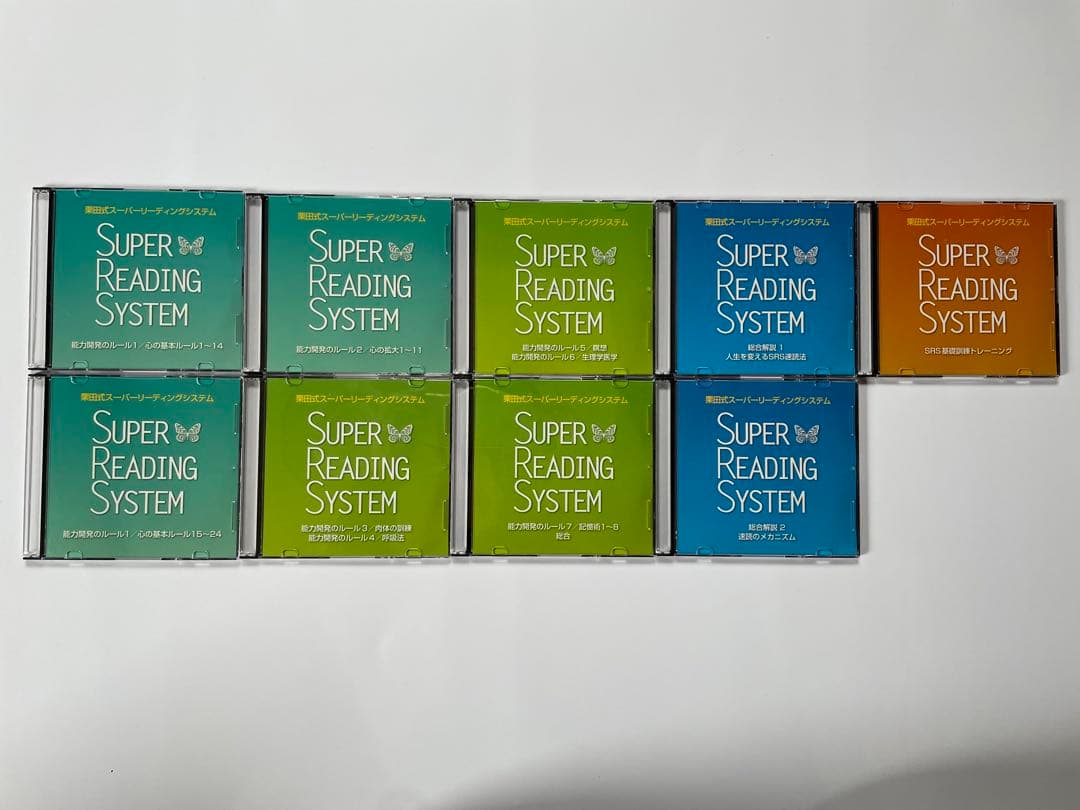 栗田式スーパーリーディングシステム
SUPER
READING
SYSTEM
能力開発のルール1/心の基本ルール1〜14
栗田式スーパーリーディングシステム
SUPER
READING
SYSTEM
能力開発のルール2/心の拡大1〜11
栗田式スーパーリーディングシステム
SUPER
READING
SYSTEM
能力開発のルール5/瞑想
能力開発のルール6/生理学医学
栗田式スーパーリーディングシステム
SUPER
READING
SYSTEM
総合解説 1
人生を変えるSRS速読法
栗田式スーパーリーディングシステム
SUPER
READING
SYSTEM
SRS基礎訓練トレーニング
栗田式スーパーリーディングシステム
SUPER
READING
SYSTEM
能力開発のルール1/心の基本ルール15〜24
栗田式スーパーリーディングシステム
SUPER
READING
SYSTEM
能力開発のルール3/肉体の訓練
能力開発のルール4/呼吸法
栗田式スーパーリーディングシステム
SUPER
READING
SYSTEM
能力開発のルール7/記憶術1〜8
総合
栗田式スーパーリーディングシステム
SUPER
READING
SYSTEM
総合解説 2
速読のメカニズム